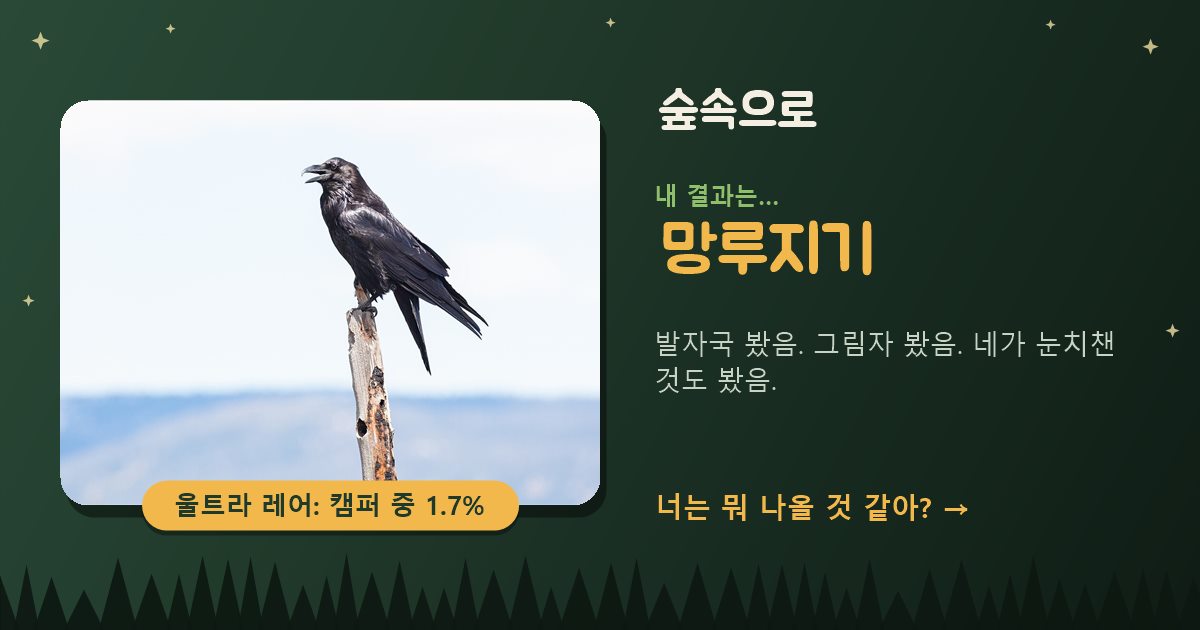 숲속으로
내 결과는...
망루지기
발자국 봤음. 그림자 봤음. 네가 눈치챈
것도 봤음.
울트라 레어: 캠퍼 중 1.7%
너는 뭐 나올 것 같아? →